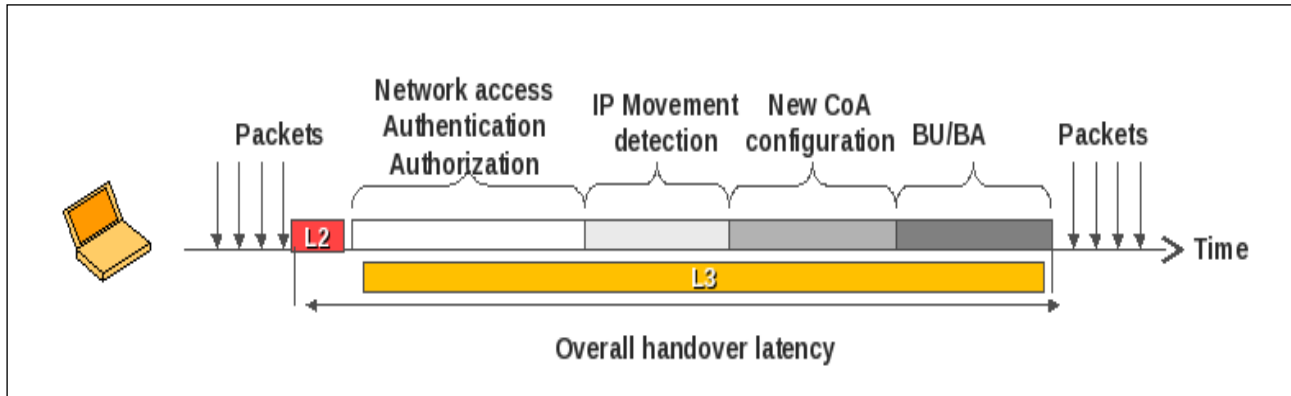 Packets
Network access
Authentication
Authorization
IP Movement
detection
New CoA
configuration
BU/BA
Packets
L2
Time
L3
Overall handover latency